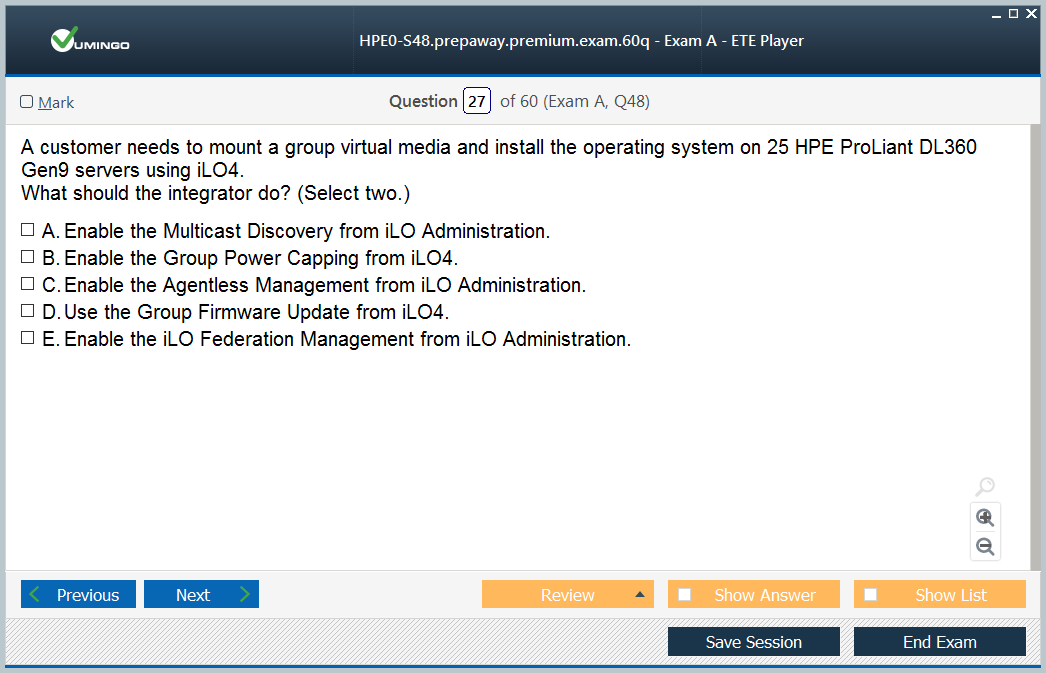 VUMINGO
HPE0-S48.prepaway.premium.exam.60q - Exam A - ETE Player
Mark
Question 27 of 60 (Exam A, Q48)
A customer needs to mount a group virtual media and install the operating system on 25 HPE ProLiant DL360
Gen9 servers using iLO4.
What should the integrator do? (Select two.)
A. Enable the Multicast Discovery from iLO Administration.
B. Enable the Group Power Capping from iLO4.
C. Enable the Agentless Management from iLO Administration.
D. Use the Group Firmware Update from iLO4.
E. Enable the iLO Federation Management from iLO Administration.
Previous
Next
Review
Show Answer
Show List
Save Session
End Exam